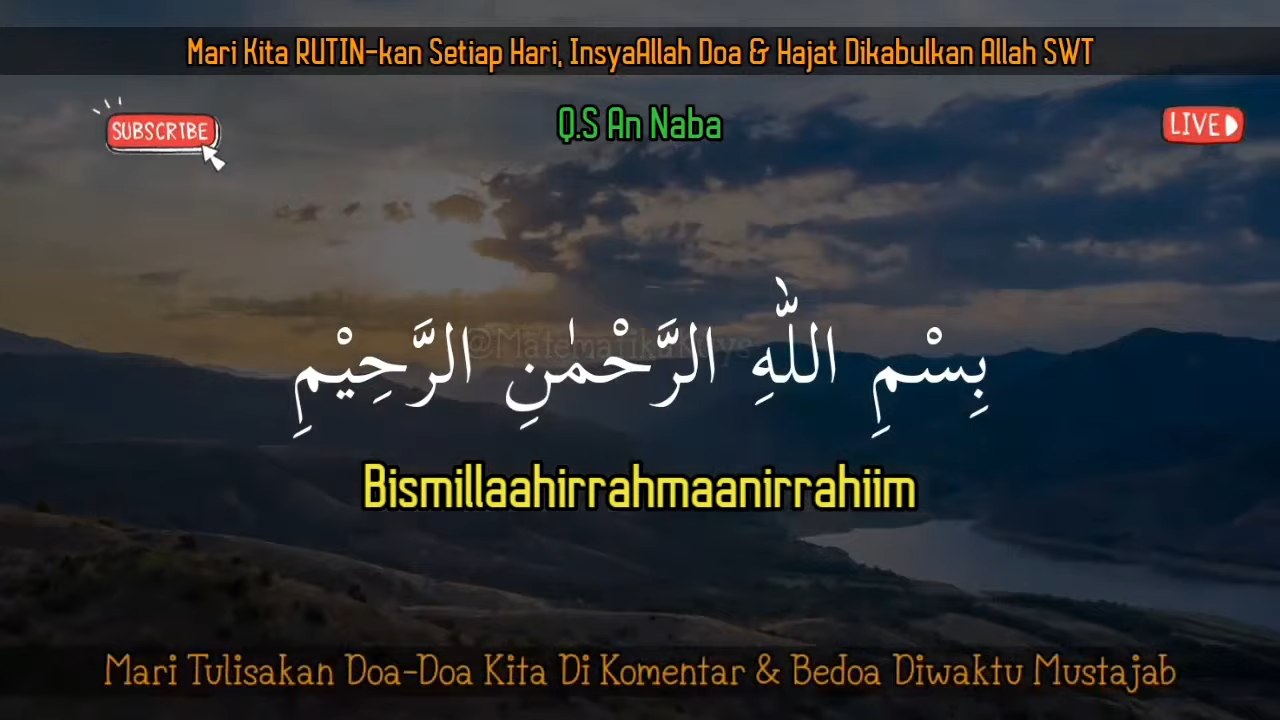 Mari Kita RUTIN-kan Setiap Hari, InsyaAllah Doa & Hajat Dikabulkan Allah SWT
SUBSCRIBE
Q.S An Naba
LIVE
بِسْمِ اللّٰهِ الرَّحْمٰنِ الرَّحِيْمِ
Bismillaahirrahmaanirrahiim
Mari Tulisakan Doa-Doa Kita Di Komentar & Bedoa Diwaktu Mustajab